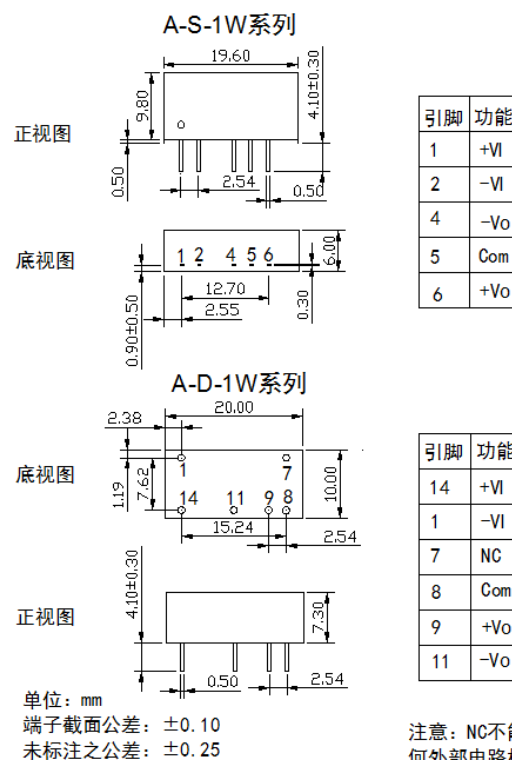 A-S-1W系列
19.60
9.80
4.10±0.30
正视图
0.50
2.54
0.50
底视图
1 2 4 5 6
6.00
12.70
2.55
0.30
0.90±0.50
引脚 功能
1 +VI
2 -VI
4 -Vo
5 Com
6 +Vo
A-D-1W系列
20.00
2.38
底视图
1 7
14 11 9 8
1.19
7.62
10.00
15.24
2.54
4.10±0.30
正视图
7.30
0.50
2.54
引脚 功能
14 +VI
1 -VI
7 NC
8 Com
9 +Vo
11 -Vo
单位: mm
端子截面公差: ±0.10
未标注之公差: ±0.25
注意: NC不能
何外部电路